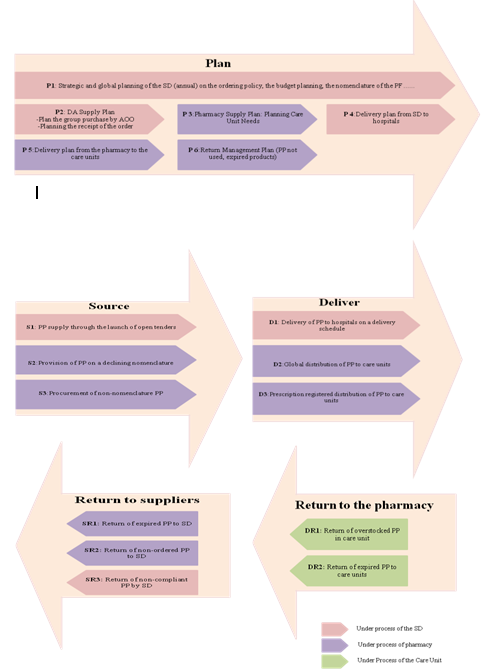 Plan
P1: Strategic and global planning of the SD (annual) on the ordering policy, the budget planning, the nomenclature of the PF ......
P2: DA Supply Plan
-Plan the group purchase by AOO
-Planning the receipt of the order
P3: Pharmacy Supply Plan: Planning Care
Unit Needs
P4: Delivery plan from SD to
hospitals
P5: Delivery plan from the pharmacy to the
care units
P6: Return Management Plan (PP not
used, expired products)
Source
S1: PP supply through the launch of open tenders
S2: Provision of PP on a declining nomenclature
S3: Procurement of non-nomenclature PP
Deliver
D1: Delivery of PP to hospitals on a delivery
schedule
D2: Global distribution of PP to care units
D3: Prescription registered distribution of PP to care
units
Return to suppliers
SR1: Return of expired PP to SD
SR2: Return of non-ordered PP
to SD
SR3: Return of non-compliant
PP by SD
Return to the pharmacy
DR1: Return of overstocked PP
in care unit
DR2: Return of expired PP to
care units
Under process of the SD
Under process of pharmacy
Under Process of the Care Unit